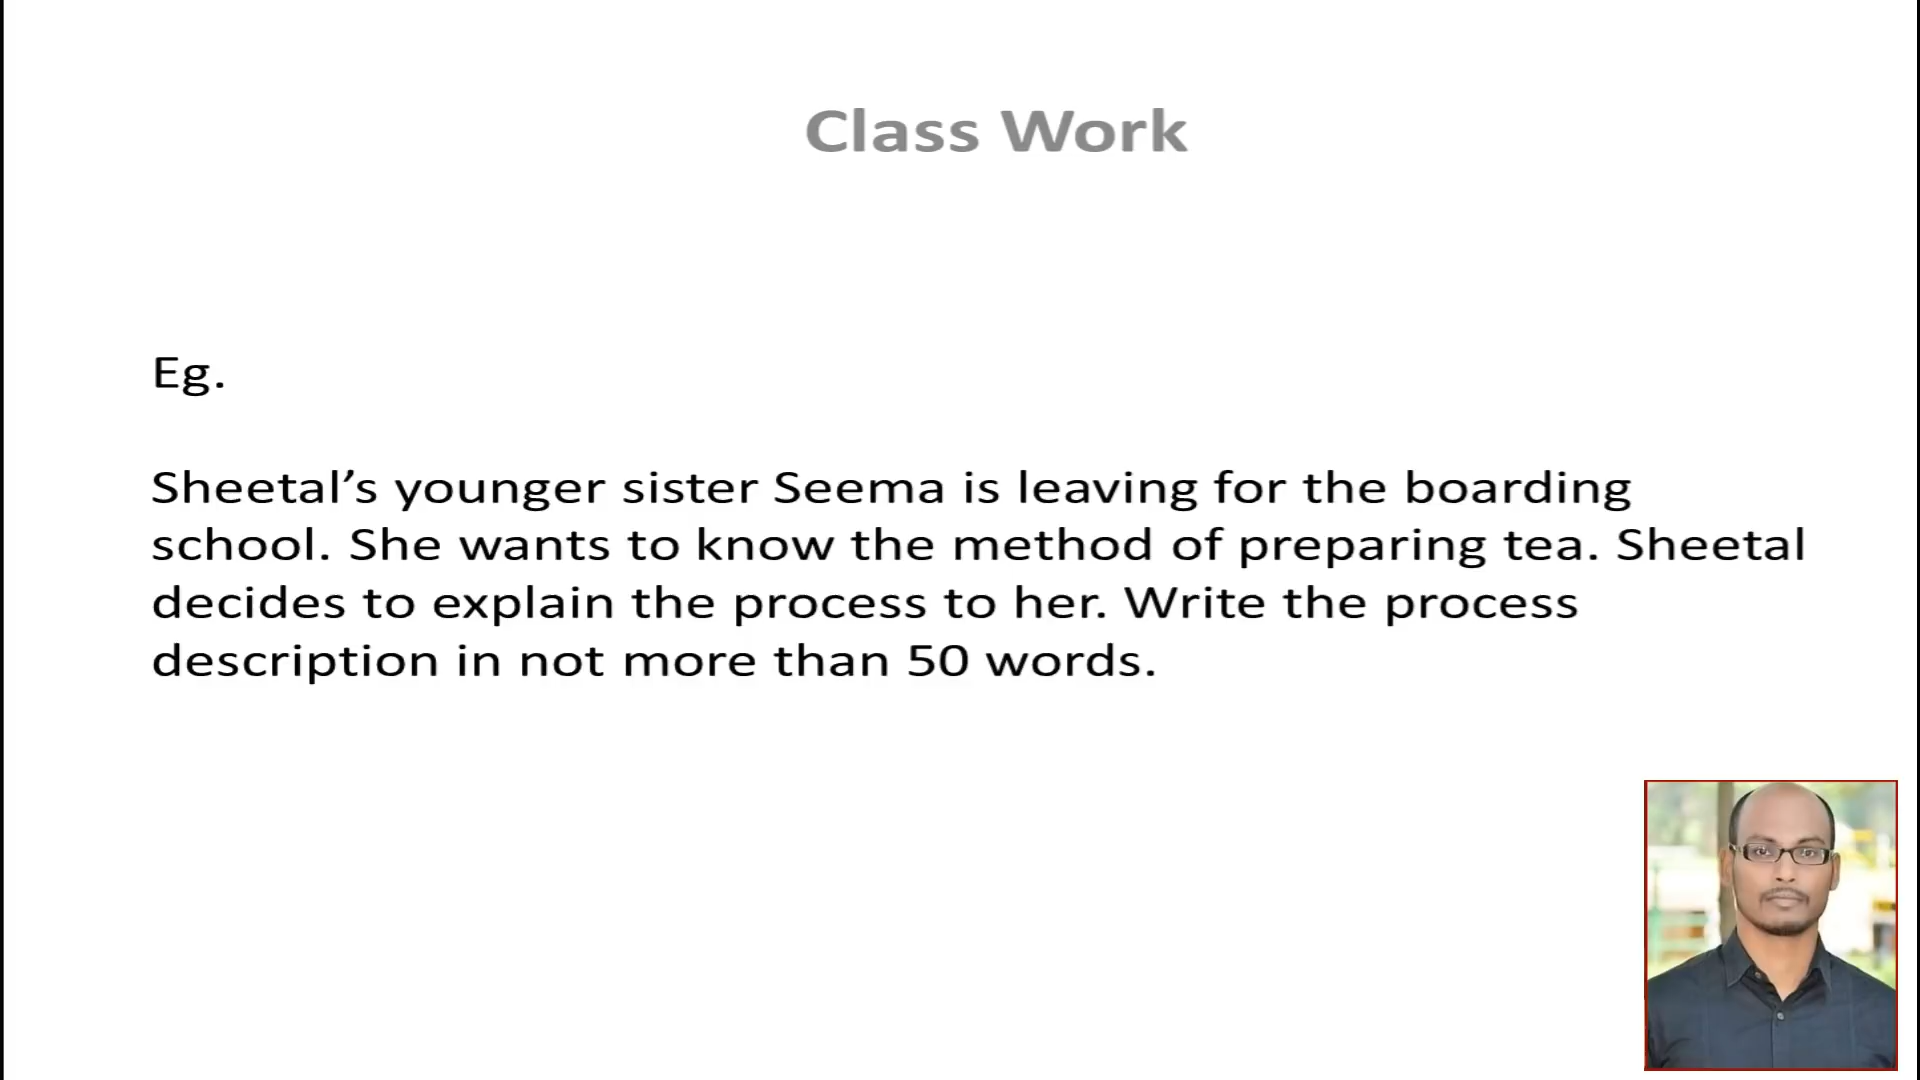 Class Work
Eg.
Sheetal’s younger sister Seema is leaving for the boarding
school. She wants to know the method of preparing tea. Sheetal
decides to explain the process to her. Write the process
description in not more than 50 words.